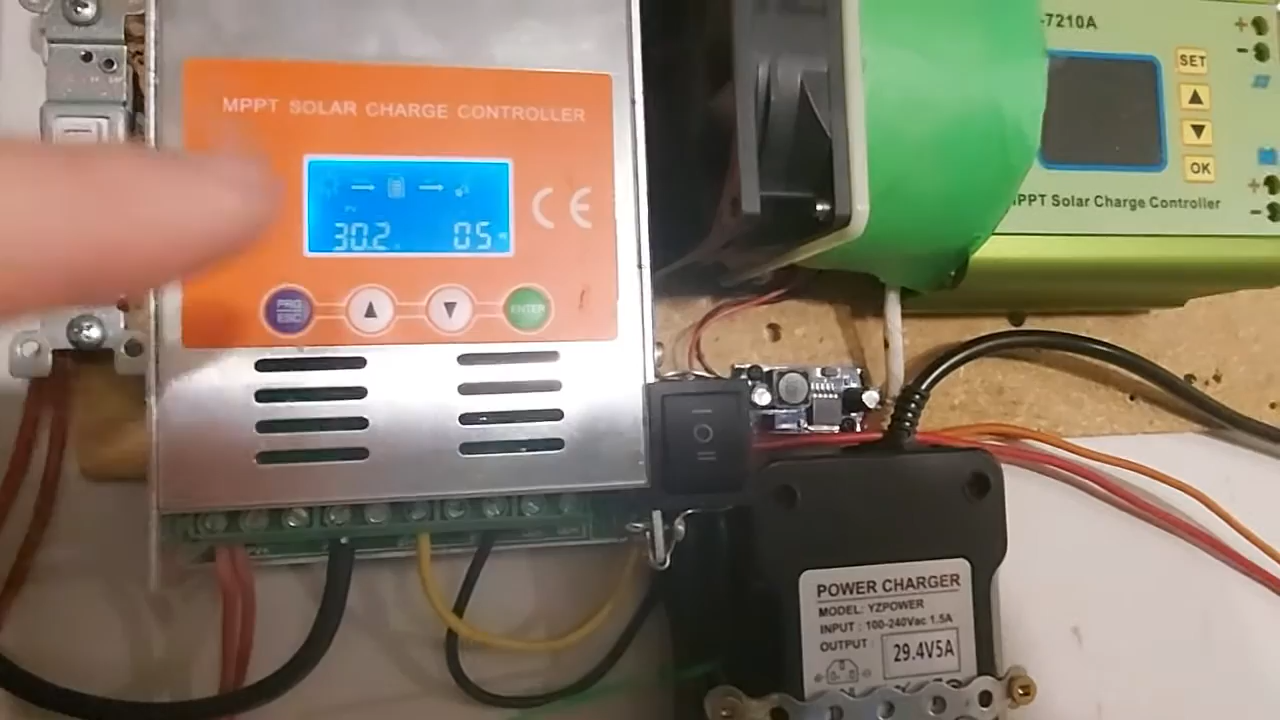 MPPT SOLAR CHARGE CONTROLLER
PV
30.2 05
CE
PRG
ESC
ENTER
-7210A
SET
OK
MPPT Solar Charge Controller
POWER CHARGER
MODEL: YZPOWER
INPUT : 100-240Vac 1.5A
OUTPUT :
29.4V5A